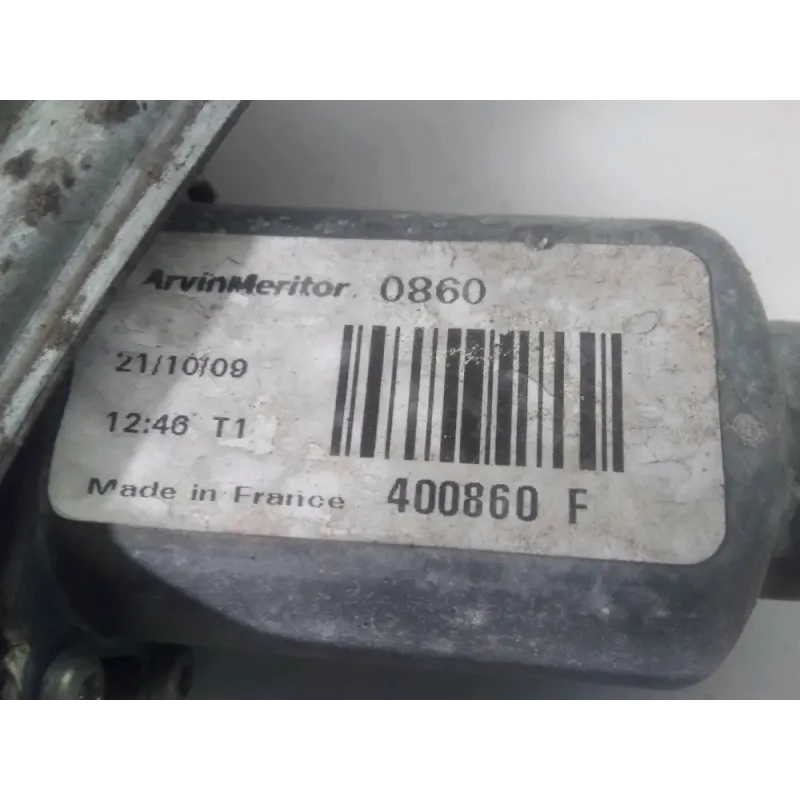 ArvinMeritor 0860
21/10/09
12:46 T1
Made in France 400860 F